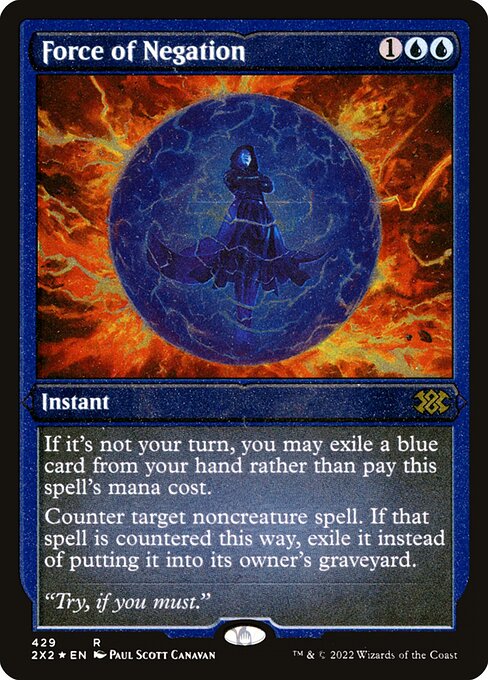 Force of Negation 1
Instant
If it's not your turn, you may exile a blue
card from your hand rather than pay this
spell's mana cost.
Counter target noncreature spell. If that
spell is countered this way, exile it instead
of putting it into its owner's graveyard.
“Try, if you must.”
429 R
2X2 ★ EN Paul Scott Canavan
™ & © 2022 Wizards of the Coast